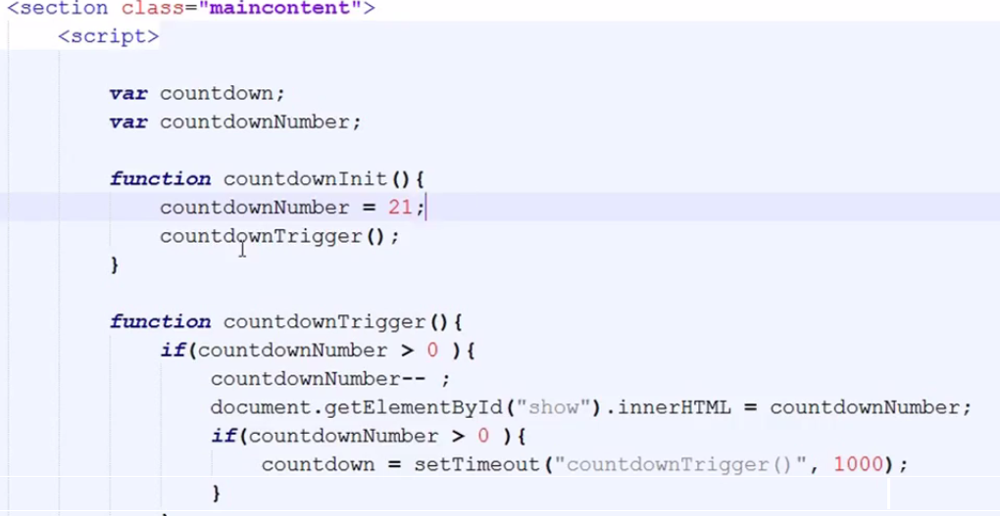 <section class="maincontent">
<script>
var countdown;
var countdownNumber;
function countdownInit(){
countdownNumber = 21;
countdownTrigger();
}
function countdownTrigger(){
if(countdownNumber > 0 ){
countdownNumber-- ;
document.getElementById("show").innerHTML = countdownNumber;
if(countdownNumber > 0 ){
countdown = setTimeout("countdownTrigger()", 1000);
}